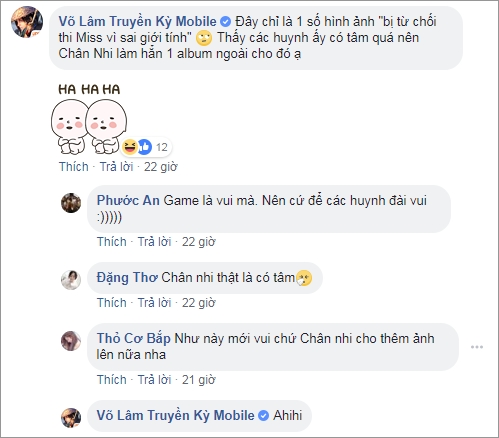 Võ Lâm Truyền Kỳ Mobile Đây chỉ là 1 số hình ảnh "bị từ chối
thi Miss vì sai giới tính" Thấy các huynh ấy có tâm quá nên
Chân Nhi làm hẳn 1 album ngoài cho đó ạ
HA HA HA
12
Thích · Trả lời · 22 giờ
Phước An Game là vui mà. Nên cứ để các huynh đài vui
:)))))
Thích · Trả lời · 22 giờ
Đặng Thơ Chân nhi thật là có tâm
Thích · Trả lời · 22 giờ
Thỏ Cơ Bắp Như này mới vui chứ Chân nhi cho thêm ảnh
lên nữa nha
Thích · Trả lời · 21 giờ
Võ Lâm Truyền Kỳ Mobile Ahihi